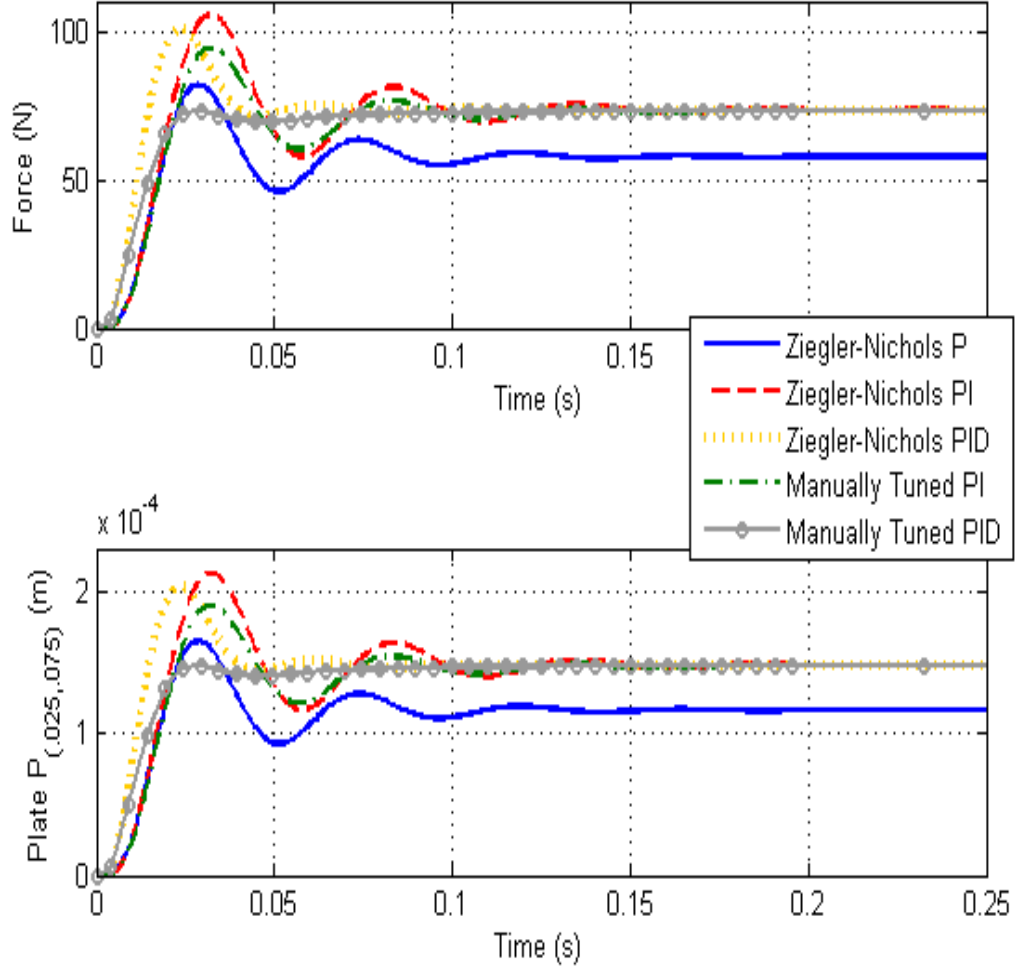 100
50
0
Force (N)
0
0.05
0.1
0.15
Time (s)
Ziegler-Nichols P
Ziegler-Nichols PI
Ziegler-Nichols PID
Manually Tuned PI
Manually Tuned PID
x 10^-4
2
1
0
Plate P(.025,.075) (m)
0
0.05
0.1
0.15
0.2
0.25
Time (s)
0.25